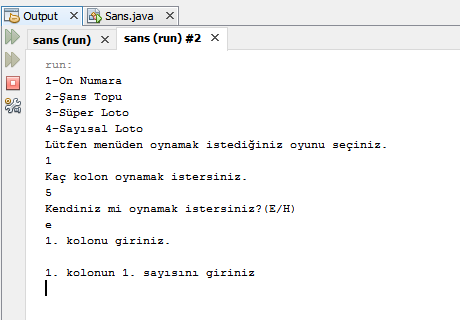 Output Sans.java
sans (run) sans (run) #2
run:
1-On Numara
2-Şans Topu
3-Süper Loto
4-Sayısal Loto
Lütfen menüden oynamak istediğiniz oyunu seçiniz.
1
Kaç kolon oynamak istersiniz.
5
Kendiniz mi oynamak istersiniz?(E/H)
e
1. kolonu giriniz.
1. kolonun 1. sayısını giriniz